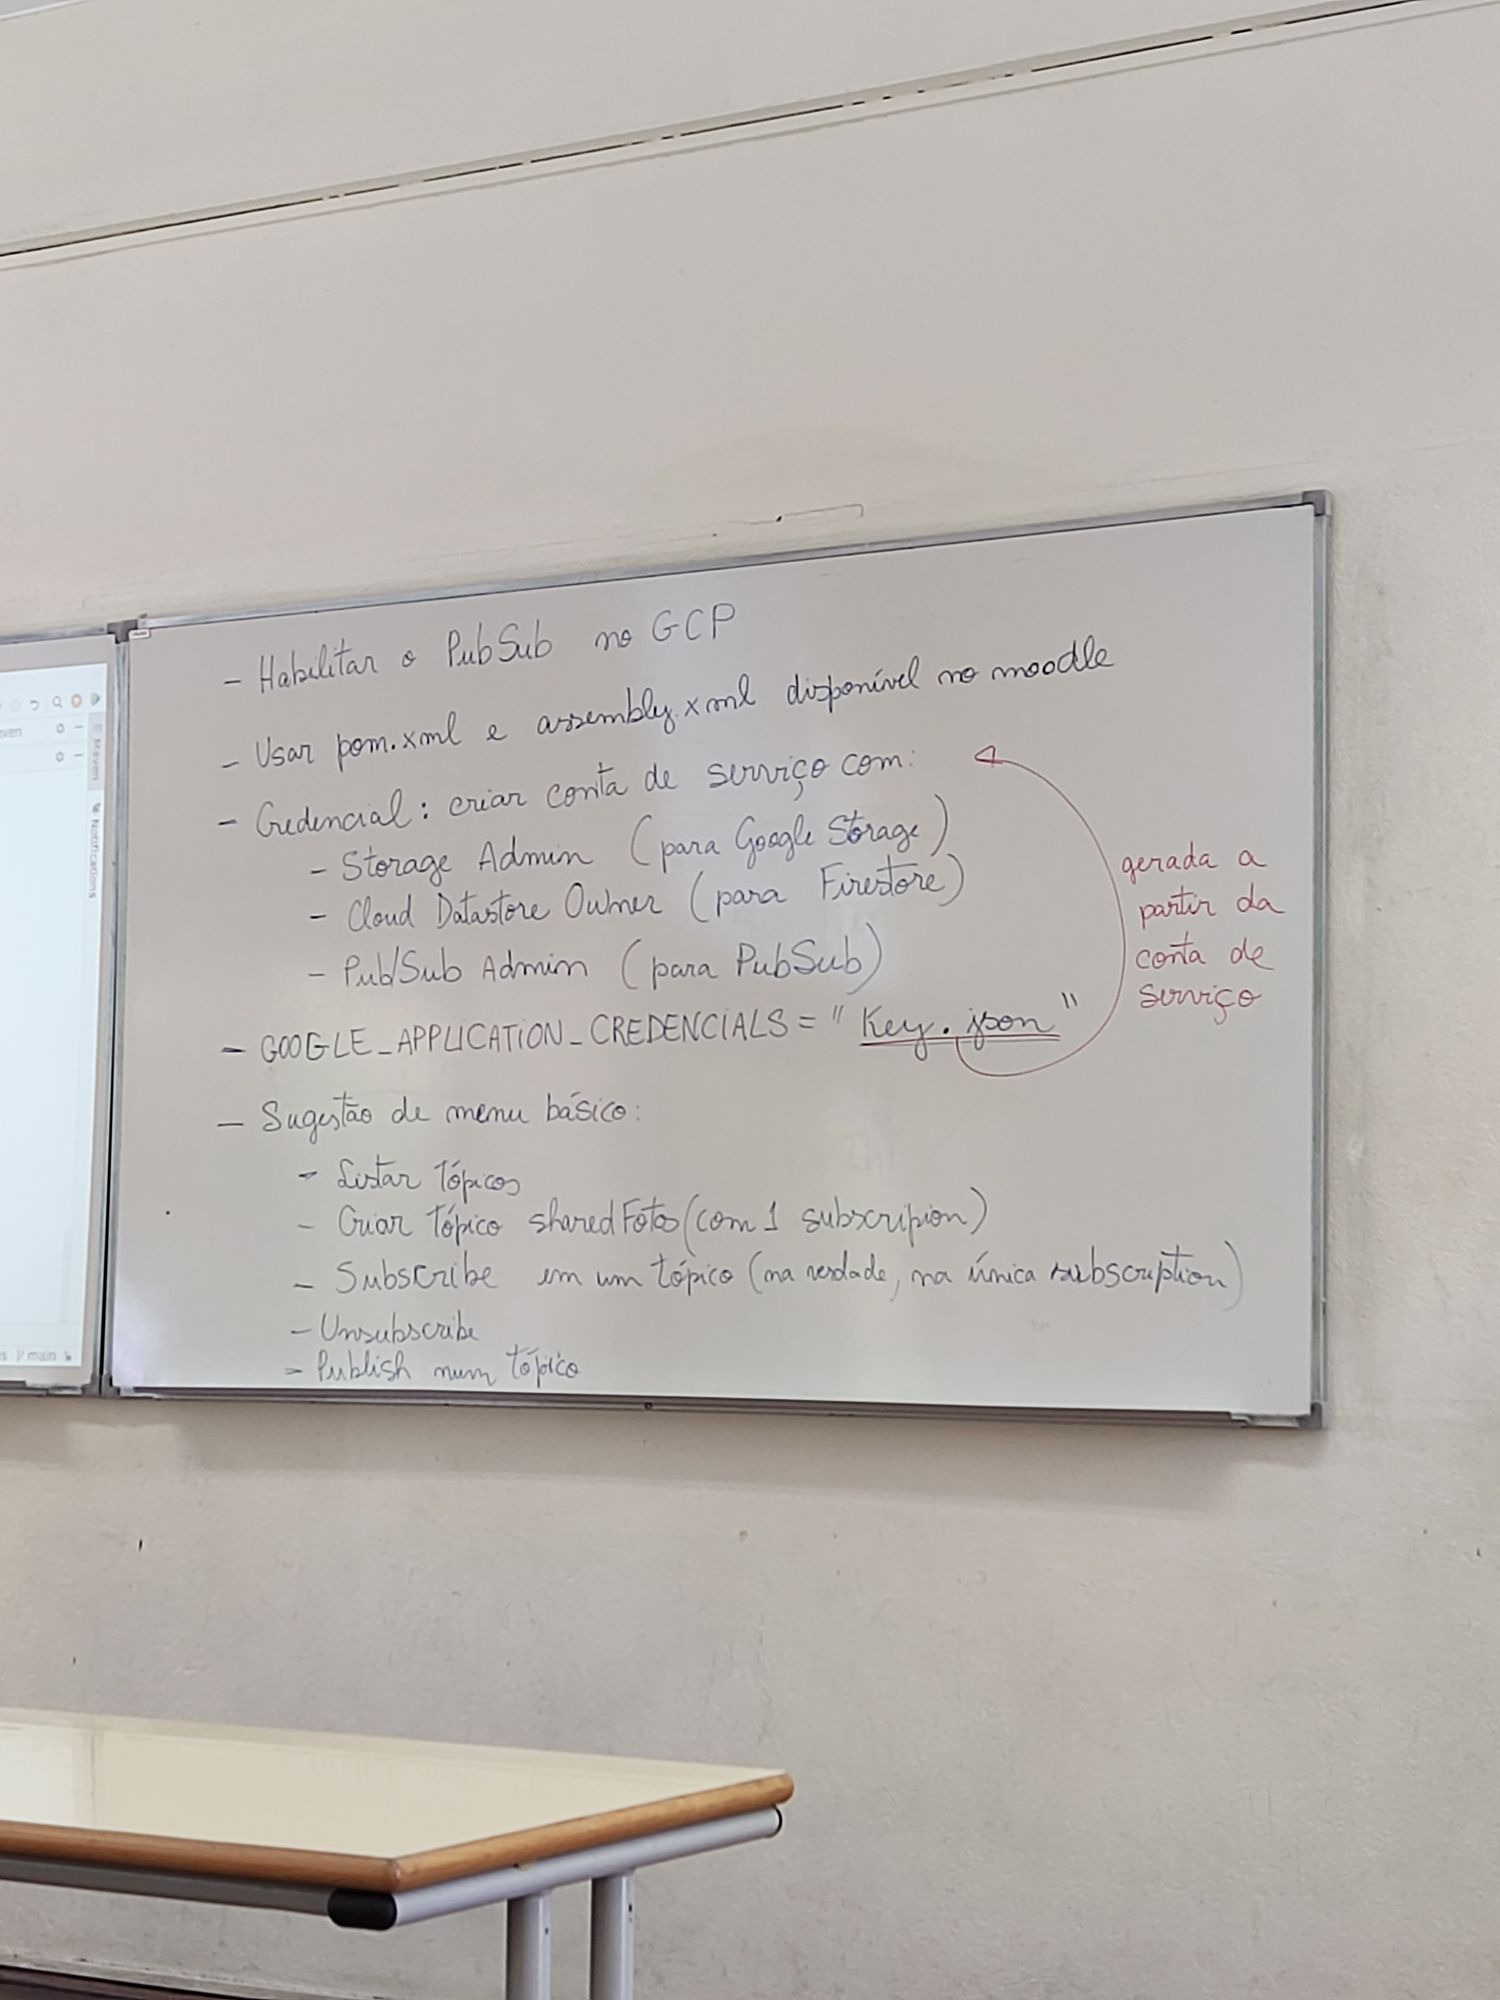 - Habilitar o PubSub no GCP
- Usar pom.xml e assembly.xml disponível no moodle
- Credencial: criar conta de serviço com:
- Storage Admin (para Google Storage)
- Cloud Datastore Owner (para Firestore)
- Pub/Sub Admin (para PubSub)
- GOOGLE_APPLICATION_CREDENCIALS = "Key.json"
gerada a
partir da
conta de
serviço
- Sugestão de menu básico:
- Listar tópicos
- Criar tópico sharedFotos (com 1 subscripion)
- Subscribe em um tópico (na verdade, na única subscription)
- Unsubscribe
- Publish num tópico
Maven
Notifications
main